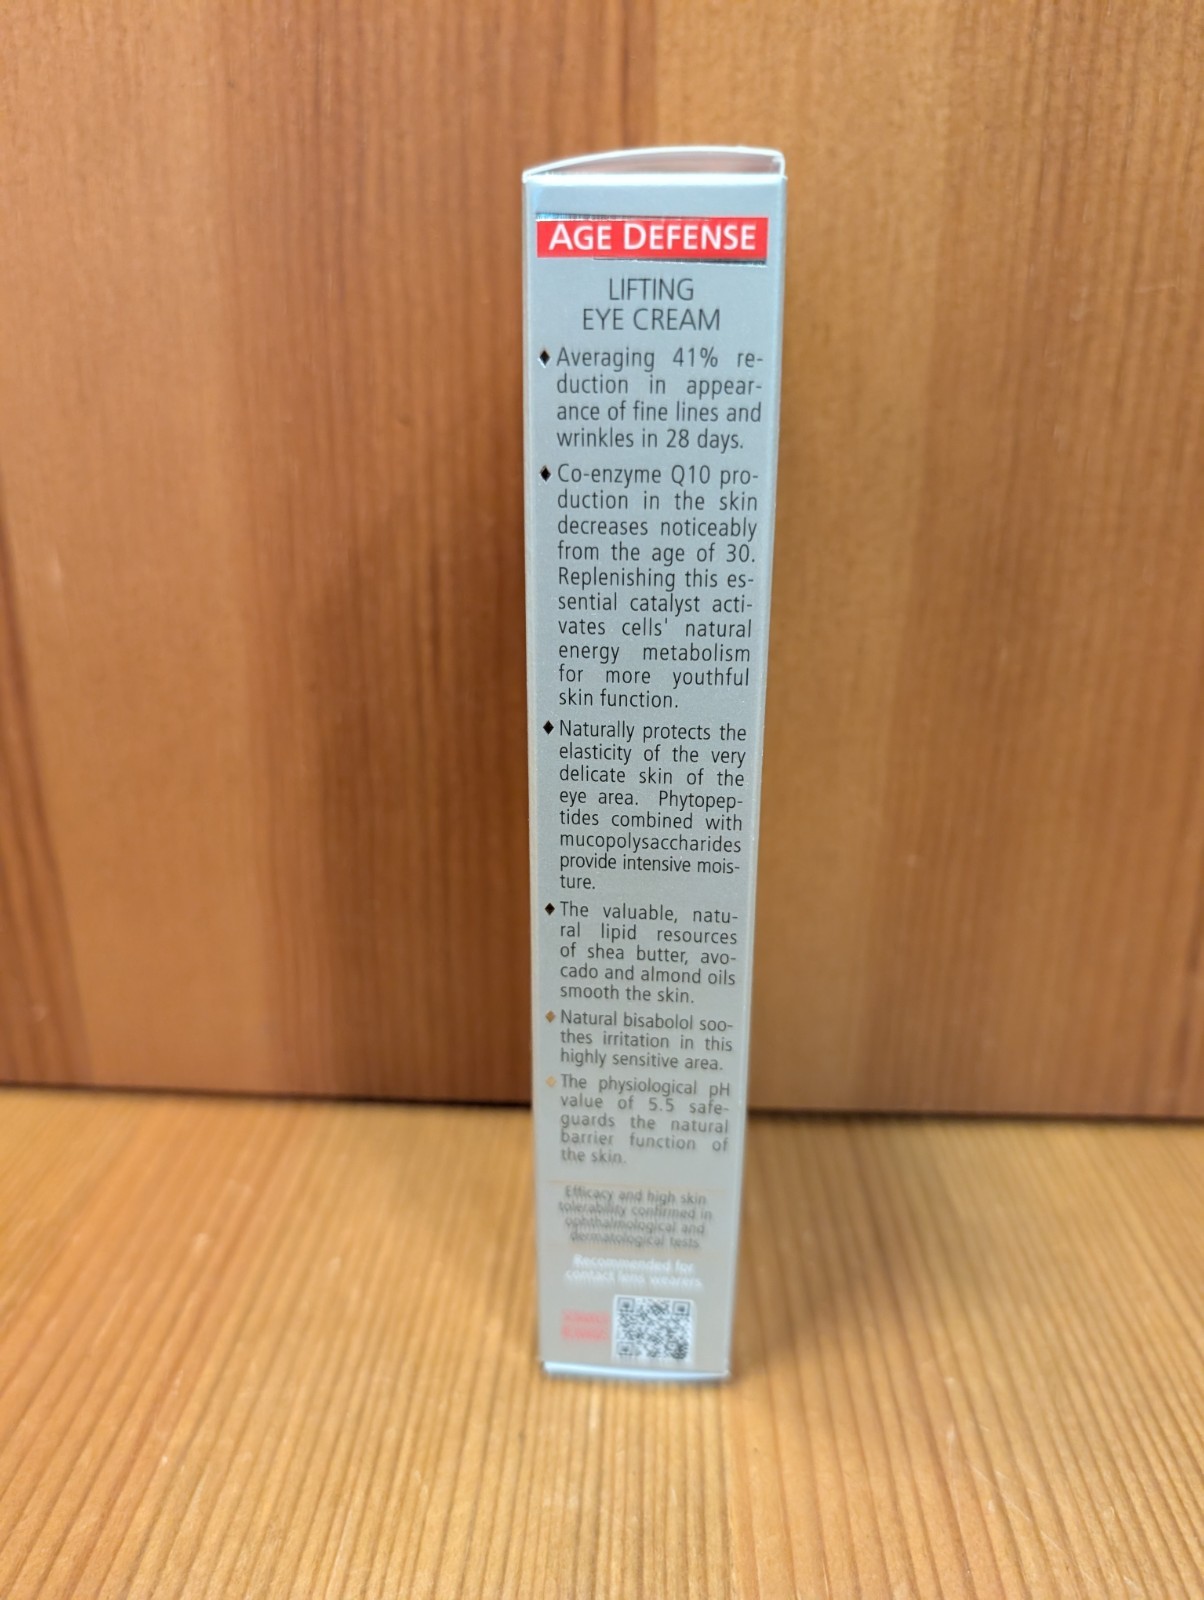 AGE DEFENSE
LIFTING
EYE CREAM
♦ Averaging 41% re-
duction in appear-
ance of fine lines and
wrinkles in 28 days.
♦ Co-enzyme Q10 pro-
duction in the skin
decreases noticeably
from the age of 30.
Replenishing this es-
sential catalyst acti-
vates cells' natural
energy metabolism
for more youthful
skin function.
♦ Naturally protects the
elasticity of the very
delicate skin of the
eye area. Phytopep-
tides combined with
mucopolysaccharides
provide intensive mois-
ture.
♦ The valuable, natu-
ral lipid resources
of shea butter, avo-
cado and almond oils
smooth the skin.
♦ Natural bisabolol soo-
thes irritation in this
highly sensitive area.
♦ The physiological pH
value of 5.5 safe-
guards the natural
barrier function of
the skin.
Efficacy and high skin
tolerability confirmed in
ophthalmological and
dermatological tests
Recommended for
contact lens wearers